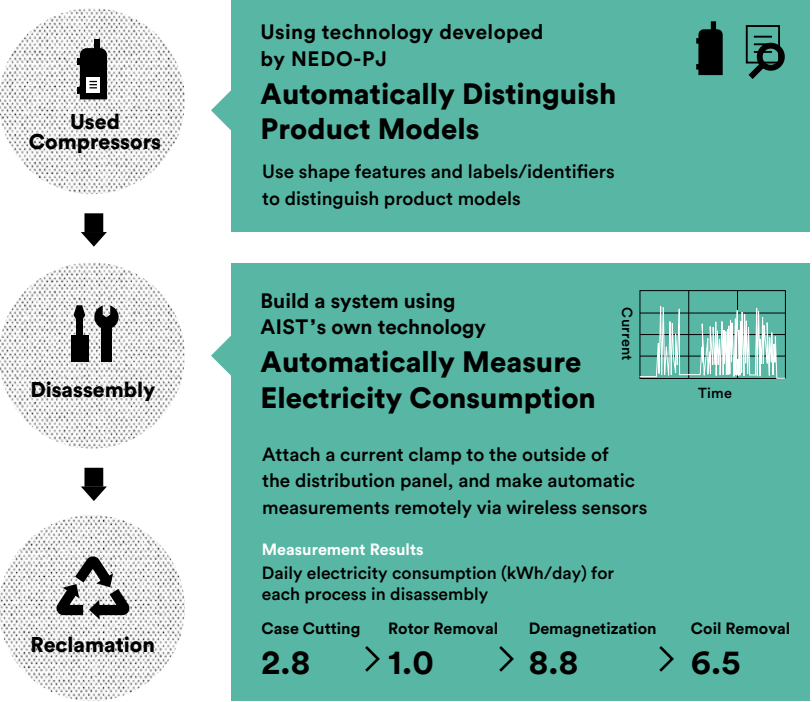 Used
Compressors
Using technology developed
by NEDO-PJ
Automatically Distinguish
Product Models
Use shape features and labels/identifiers
to distinguish product models
Disassembly
Build a system using
AIST's own technology
Automatically Measure
Electricity Consumption
Current
Time
Attach a current clamp to the outside of
the distribution panel, and make automatic
measurements remotely via wireless sensors
Reclamation
Measurement Results
Daily electricity consumption (kWh/day) for
each process in disassembly
Case Cutting Rotor Removal Demagnetization Coil Removal
2.8 > 1.0 > 8.8 > 6.5